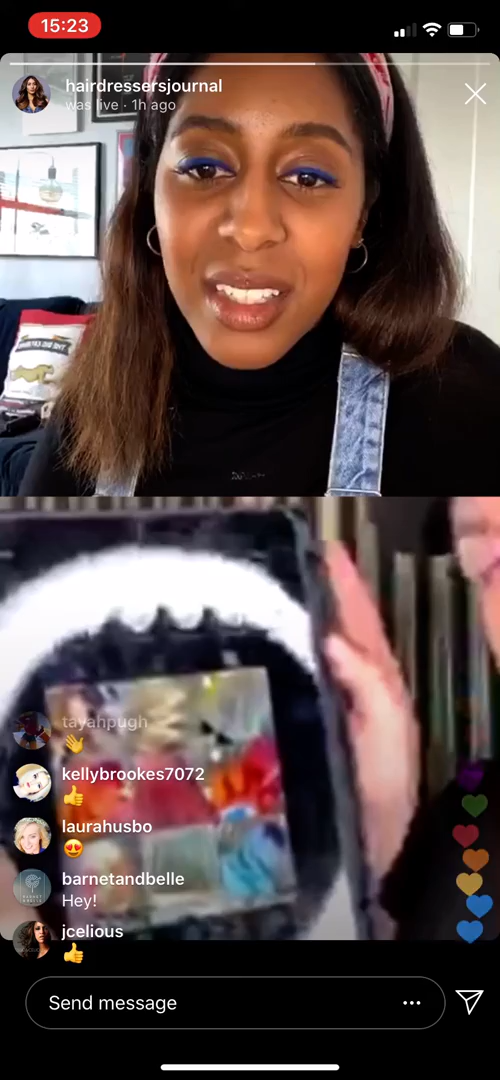 15:23
hairdressersjournal
was live · 1h ago
tayahpugh
👋
kellybrookes7072
👍
laurahusbo
😍
barnetandbelle
Hey!
jcelious
👍
Send message